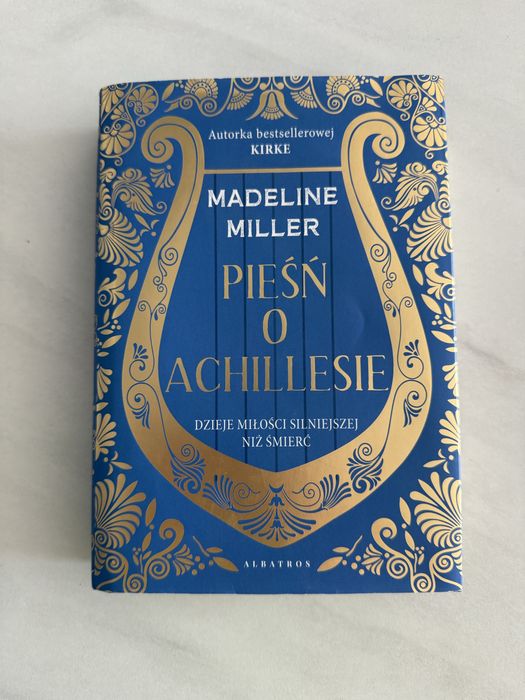 Autorka bestsellerowej
KIRKE
MADELINE
MILLER
PIEŚŃ
O
ACHILLESIE
DZIEJE MIŁOŚCI SILNIEJSZEJ
NIŻ ŚMIERĆ
ALBATROS